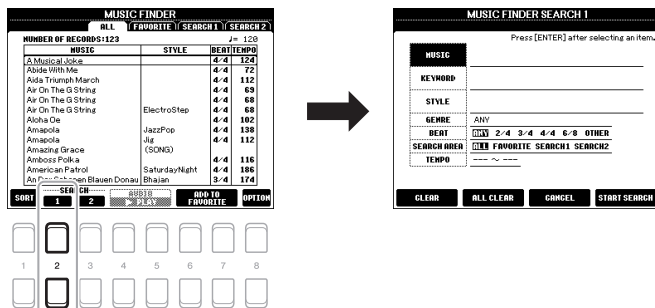 MUSIC FINDER
ALL FAVORITE SEARCH 1 SEARCH 2
NUMBER OF RECORDS:123 ♩= 120
MUSIC STYLE BEAT TEMPO
A Musical Joke 4/4 124
Abide With Me 4/4 72
Aida Triumph March 4/4 112
Air On The G String 4/4 69
Air On The G String 4/4 68
Air On The G String ElectroStep 4/4 68
Aloha Oe 4/4 102
Amapola JazzPop 4/4 138
Amapola Jig 4/4 112
Amazing Grace (SONG)
Amboss Polka 4/4 116
American Patrol SaturdayNight 4/4 186
An Der Schonen Blauen Donau Bhajan 3/4 174
SORT SEARCH 1 2 AUDIO ▶ PLAY ADD TO FAVORITE OPTION
1 2 3 4 5 6 7 8
MUSIC FINDER SEARCH 1
Press [ENTER] after selecting an item.
MUSIC
KEYWORD
STYLE
GENRE ANY
BEAT ANY 2/4 3/4 4/4 6/8 OTHER
SEARCH AREA ALL FAVORITE SEARCH1 SEARCH2
TEMPO --- ~ ---
CLEAR ALL CLEAR CANCEL START SEARCH